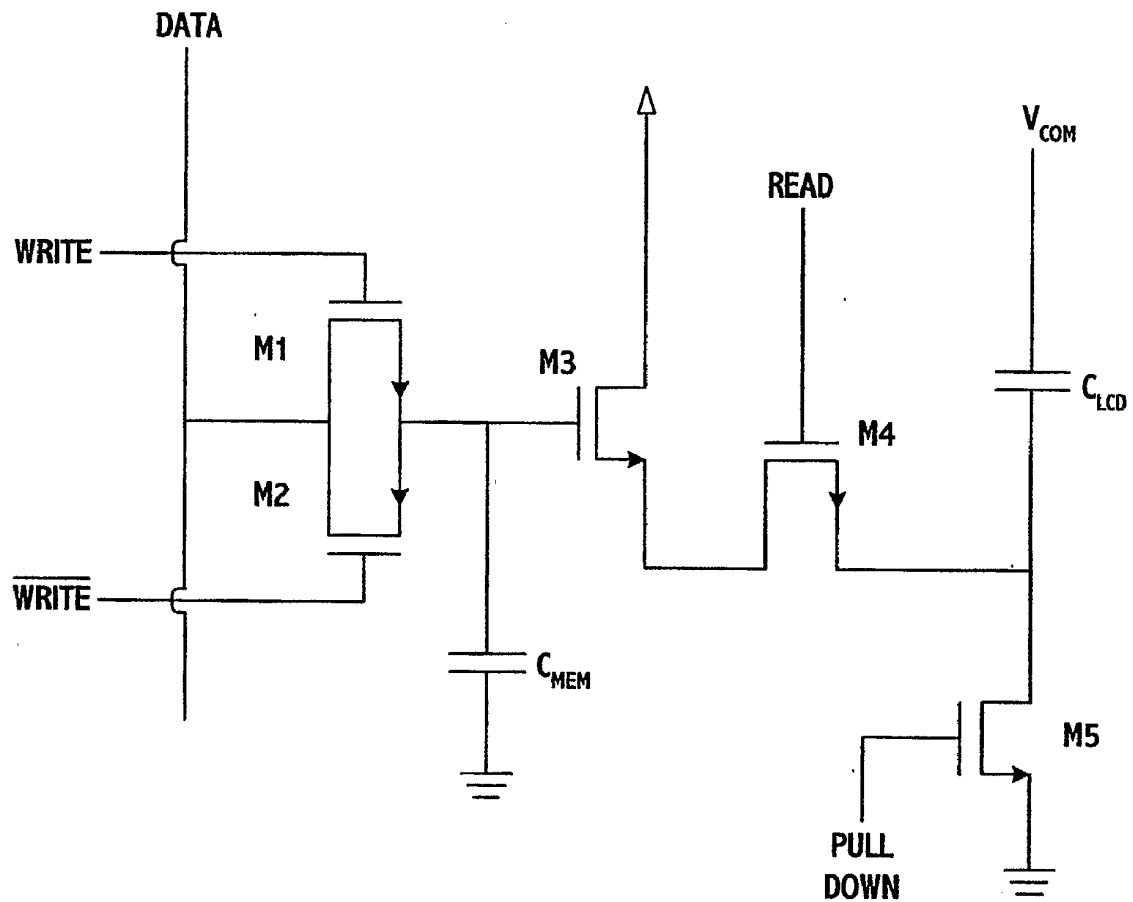 DATA
V_COM
READ
WRITE
M1
M3
C_LCD
M4
M2
WRITE
C_MEM
M5
PULL
DOWN